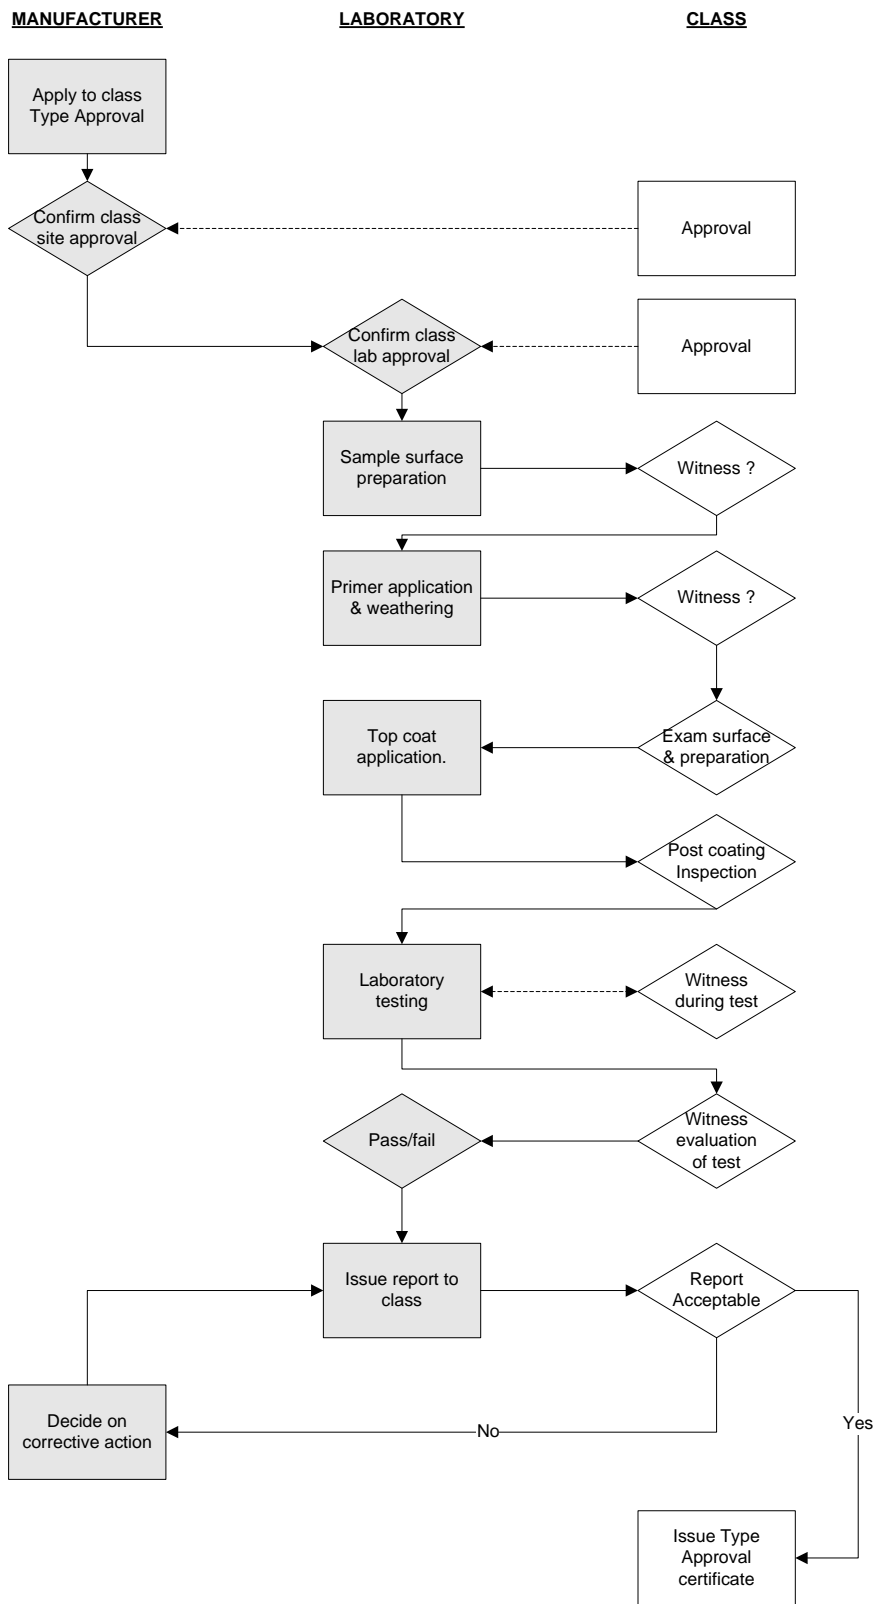 MANUFACTURER
LABORATORY
CLASS
Apply to class
Type Approval
Confirm class
site approval
Approval
Confirm class
lab approval
Approval
Sample surface
preparation
Witness ?
Primer application
& weathering
Witness ?
Top coat
application.
Exam surface
& preparation
Post coating
Inspection
Laboratory
testing
Witness
during test
Pass/fail
Witness
evaluation
of test
Issue report to
class
Report
Acceptable
Decide on
corrective action
No
Yes
Issue Type
Approval
certificate